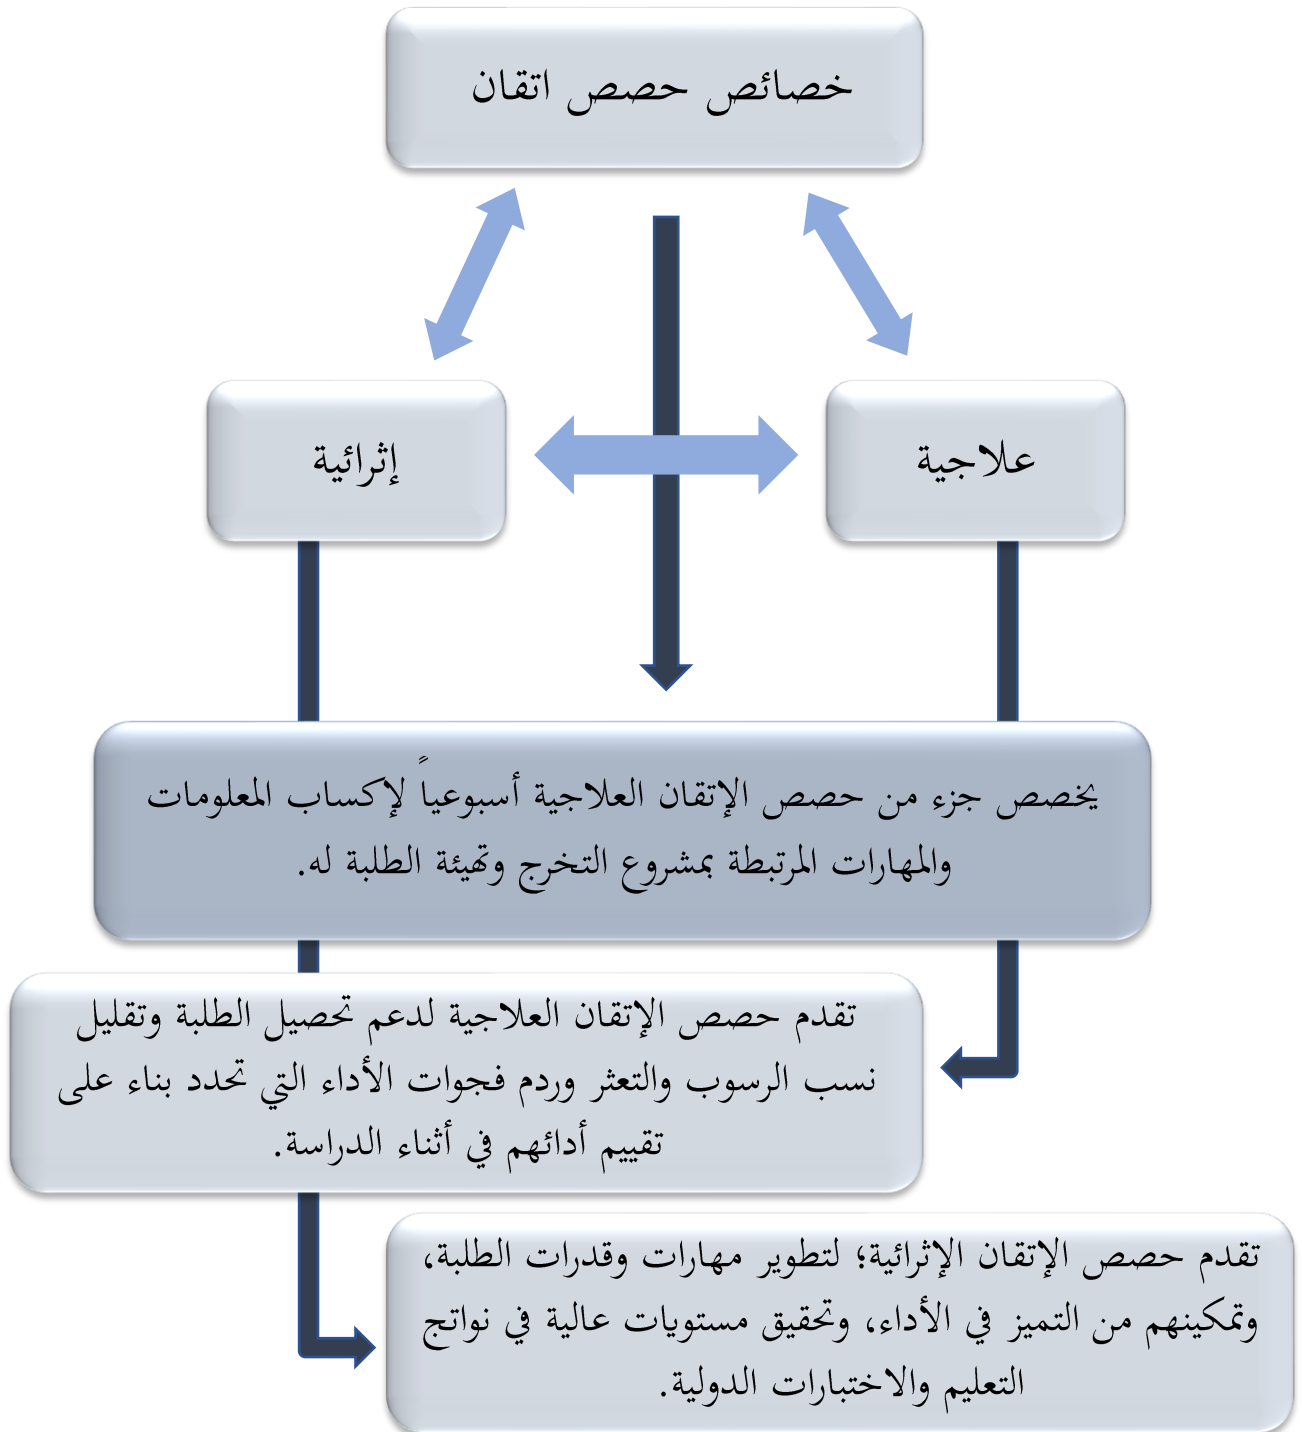 خصائص حصص اتقان
علاجية
إثرائية
يخصص جزء من حصص الإتقان العلاجية أسبوعياً لإكساب المعلومات
والمهارات المرتبطة بمشروع التخرج وتهيئة الطلبة له.
تقدم حصص الإتقان العلاجية لدعم تحصيل الطلبة وتقليل
نسب الرسوب والتعثر وردم فجوات الأداء التي تحدد بناء على
تقييم أدائهم في أثناء الدراسة.
تقدم حصص الإتقان الإثرائية؛ لتطوير مهارات وقدرات الطلبة،
وتمكينهم من التميز في الأداء، وتحقيق مستويات عالية في نواتج
التعليم والاختبارات الدولية.